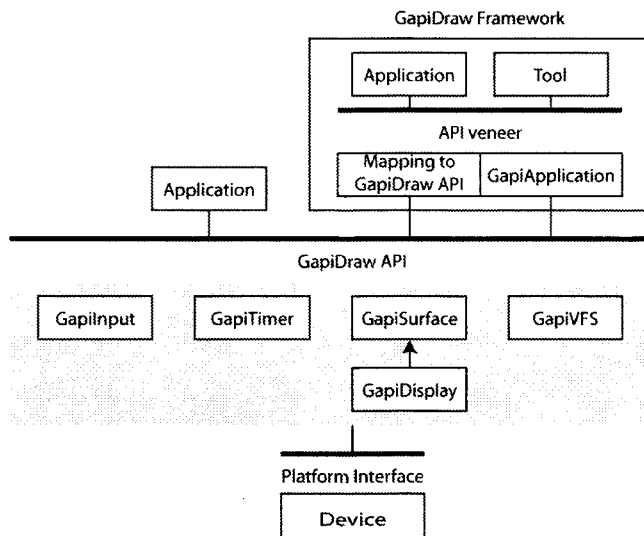 GapiDraw Framework
Application
Tool
API veneer
Mapping to
GapiDraw API
GapiApplication
Application
GapiDraw API
GapiInput
GapiTimer
GapiSurface
GapiVFS
GapiDisplay
Platform Interface
Device